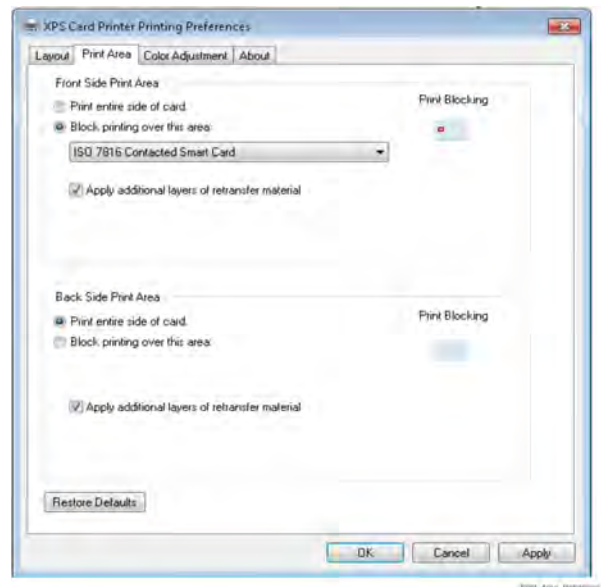 XPS Card Printer Printing Preferences
Layout Print Area Color Adjustment About
Front Side Print Area
Print entire side of card
Print Blocking
Block printing over this area:
ISO 7816 Contacted Smart Card
Apply additional layers of retransfer material
Back Side Print Area
Print entire side of card
Print Blocking
Block printing over this area:
Apply additional layers of retransfer material
Restore Defaults
OK Cancel Apply